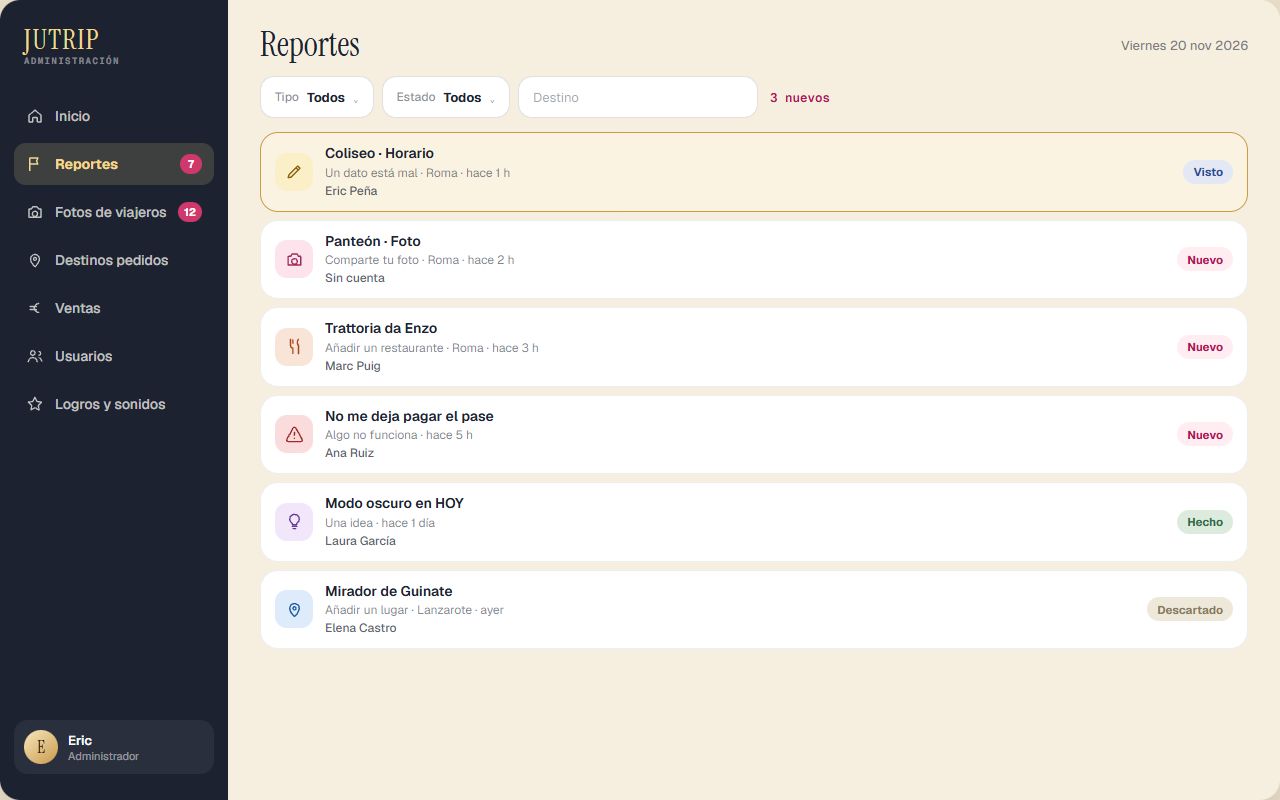 JUTRIP
ADMINISTRACIÓN
Inicio
Reportes 7
Fotos de viajeros 12
Destinos pedidos
Ventas
Usuarios
Logros y sonidos
E
Eric
Administrador
Reportes
Viernes 20 nov 2026
Tipo Todos
Estado Todos
Destino
3 nuevos
Coliseo · Horario
Un dato está mal · Roma · hace 1 h
Eric Peña
Visto
Panteón · Foto
Comparte tu foto · Roma · hace 2 h
Sin cuenta
Nuevo
Trattoria da Enzo
Añadir un restaurante · Roma · hace 3 h
Marc Puig
Nuevo
No me deja pagar el pase
Algo no funciona · hace 5 h
Ana Ruiz
Nuevo
Modo oscuro en HOY
Una idea · hace 1 día
Laura García
Hecho
Mirador de Guinate
Añadir un lugar · Lanzarote · ayer
Elena Castro
Descartado